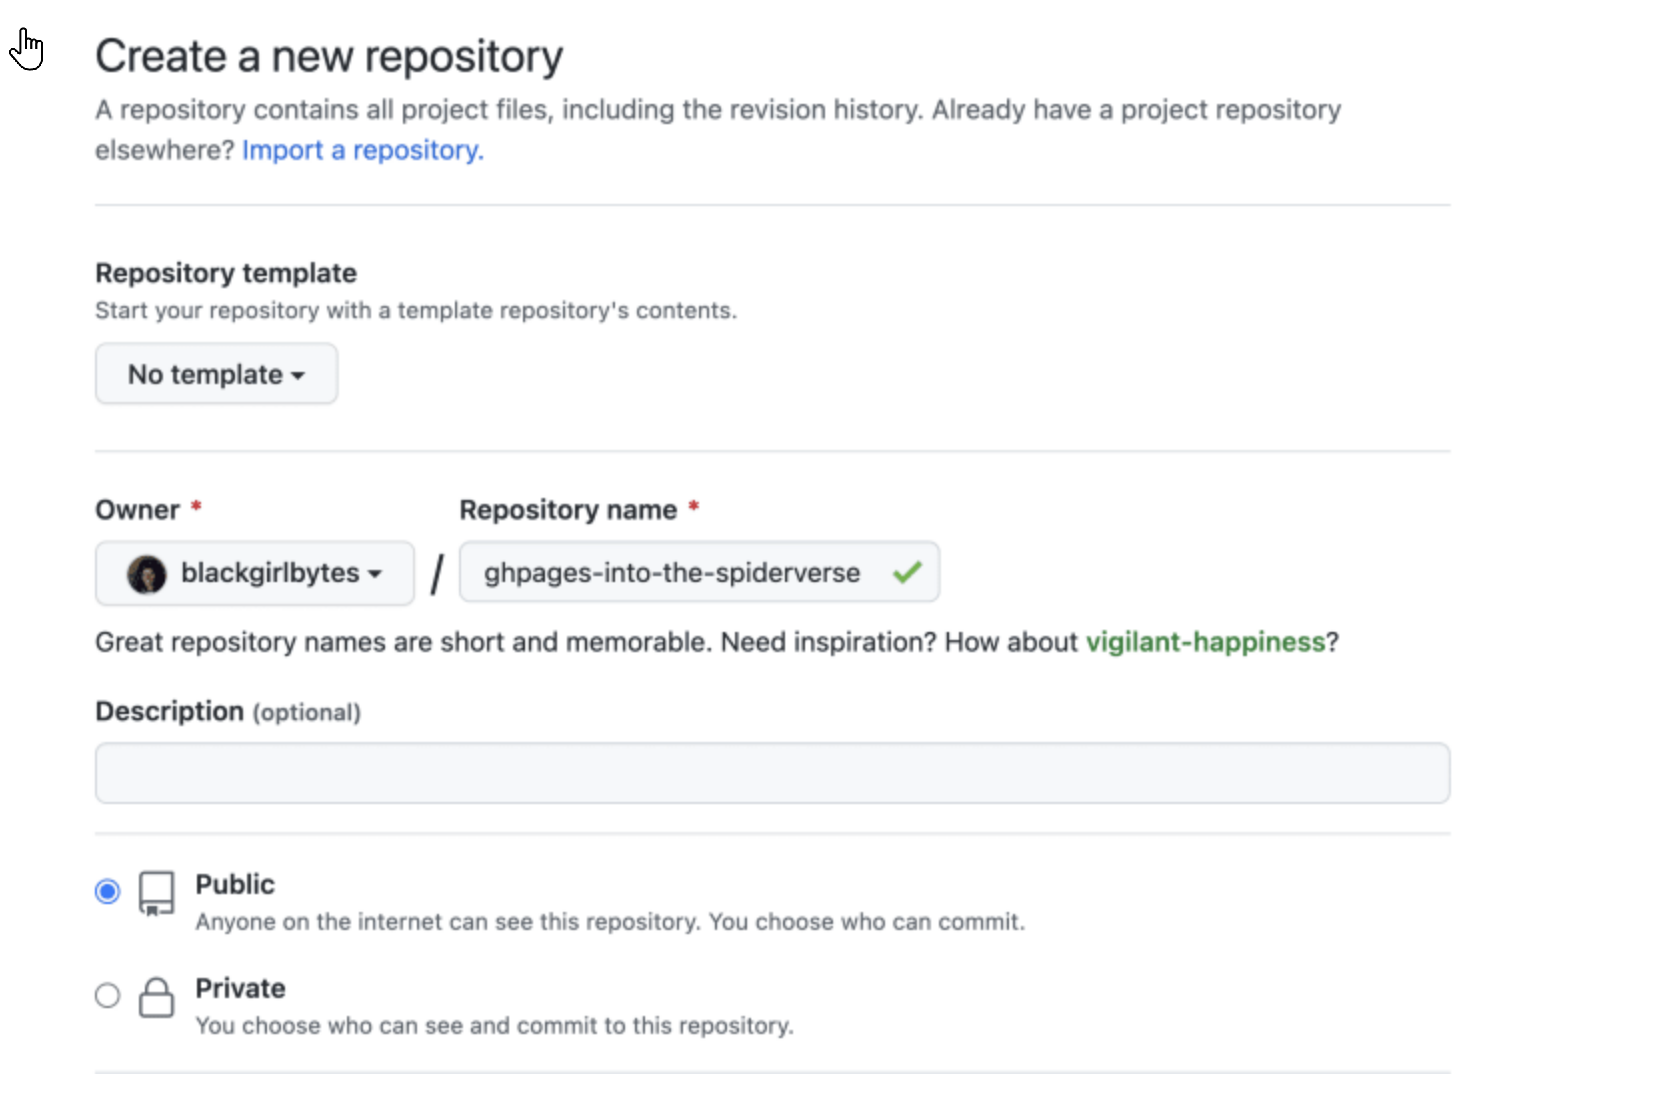 Create a new repository
A repository contains all project files, including the revision history. Already have a project repository
elsewhere? Import a repository.
Repository template
Start your repository with a template repository's contents.
No template
Owner *
Repository name *
blackgirlbytes / ghpages-into-the-spiderverse
Great repository names are short and memorable. Need inspiration? How about vigilant-happiness?
Description (optional)
Public
Anyone on the internet can see this repository. You choose who can commit.
Private
You choose who can see and commit to this repository.